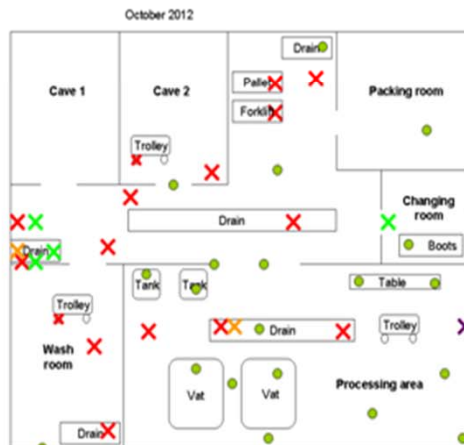 October 2012
Drain
Cave 1
Cave 2
Pallet
Packing room
Forklift
Trolley
Changing
room
Drain
Boots
Drain
Tank
Tank
Table
Trolley
Trolley
Drain
Wash
room
Vat
Vat
Processing area
Drain